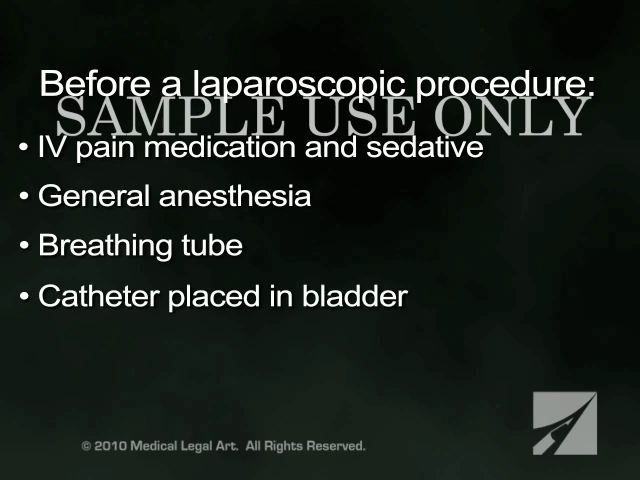 Before a laparoscopic procedure:
SAMPLE USE ONLY
• IV pain medication and sedative
• General anesthesia
• Breathing tube
• Catheter placed in bladder
© 2010 Medical Legal Art. All Rights Reserved.